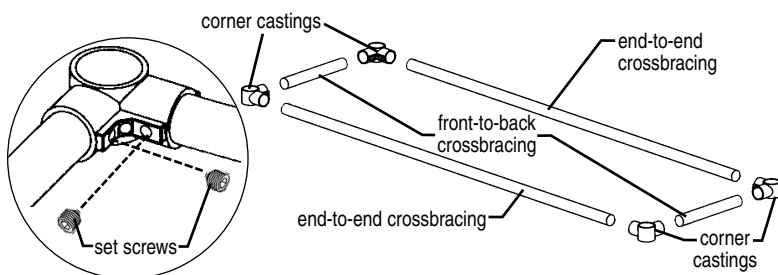 corner castings
end-to-end
crossbracing
front-to-back
crossbracing
end-to-end crossbracing
set screws
corner
castings